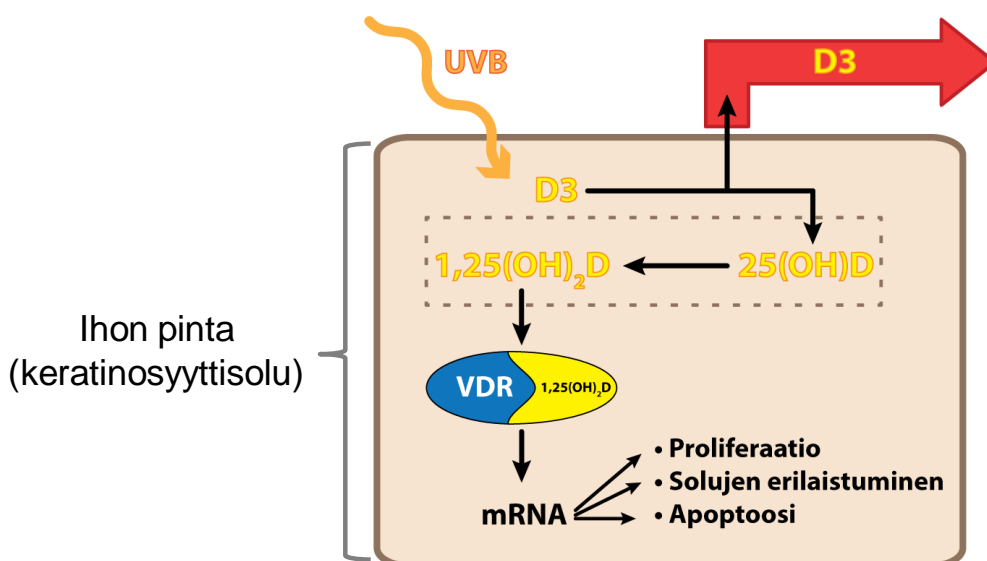 UVB
D3
D3
1,25(OH)₂D
25(OH)D
Ihon pinta
(keratinosyyttisolu)
VDR
1,25(OH)₂D
mRNA
• Proliferaatio
• Solujen erilaistuminen
• Apoptoosi